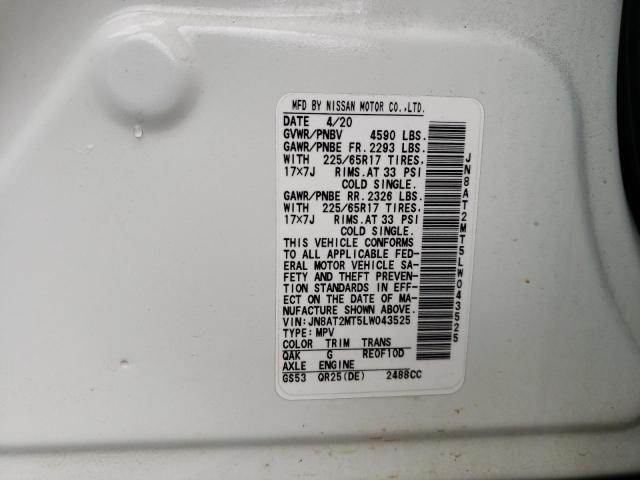 MFD BY NISSAN MOTOR CO.,LTD.
DATE 4/20
GVWR/PNBV 4590 LBS.
GAWR/PNBE FR. 2293 LBS.
WITH 225/65R17 TIRES.
17x7J RIMS.AT 33 PSI
COLD SINGLE.
GAWR/PNBE RR. 2326 LBS.
WITH 225/65R17 TIRES.
17x7J RIMS.AT 33 PSI
COLD SINGLE.
THIS VEHICLE CONFORMS
TO ALL APPLICABLE FED-
ERAL MOTOR VEHICLE SA-
FETY AND THEFT PREVEN-
TION STANDARDS IN EFF-
ECT ON THE DATE OF MA-
NUFACTURE SHOWN ABOVE.
VIN:JN8AT2MT5LW043525
TYPE:MPV
COLOR TRIM TRANS
QAK G RE0F10D
AXLE ENGINE
GS53 QR25(DE) 2488CC
JN8AT2MT5LW043525